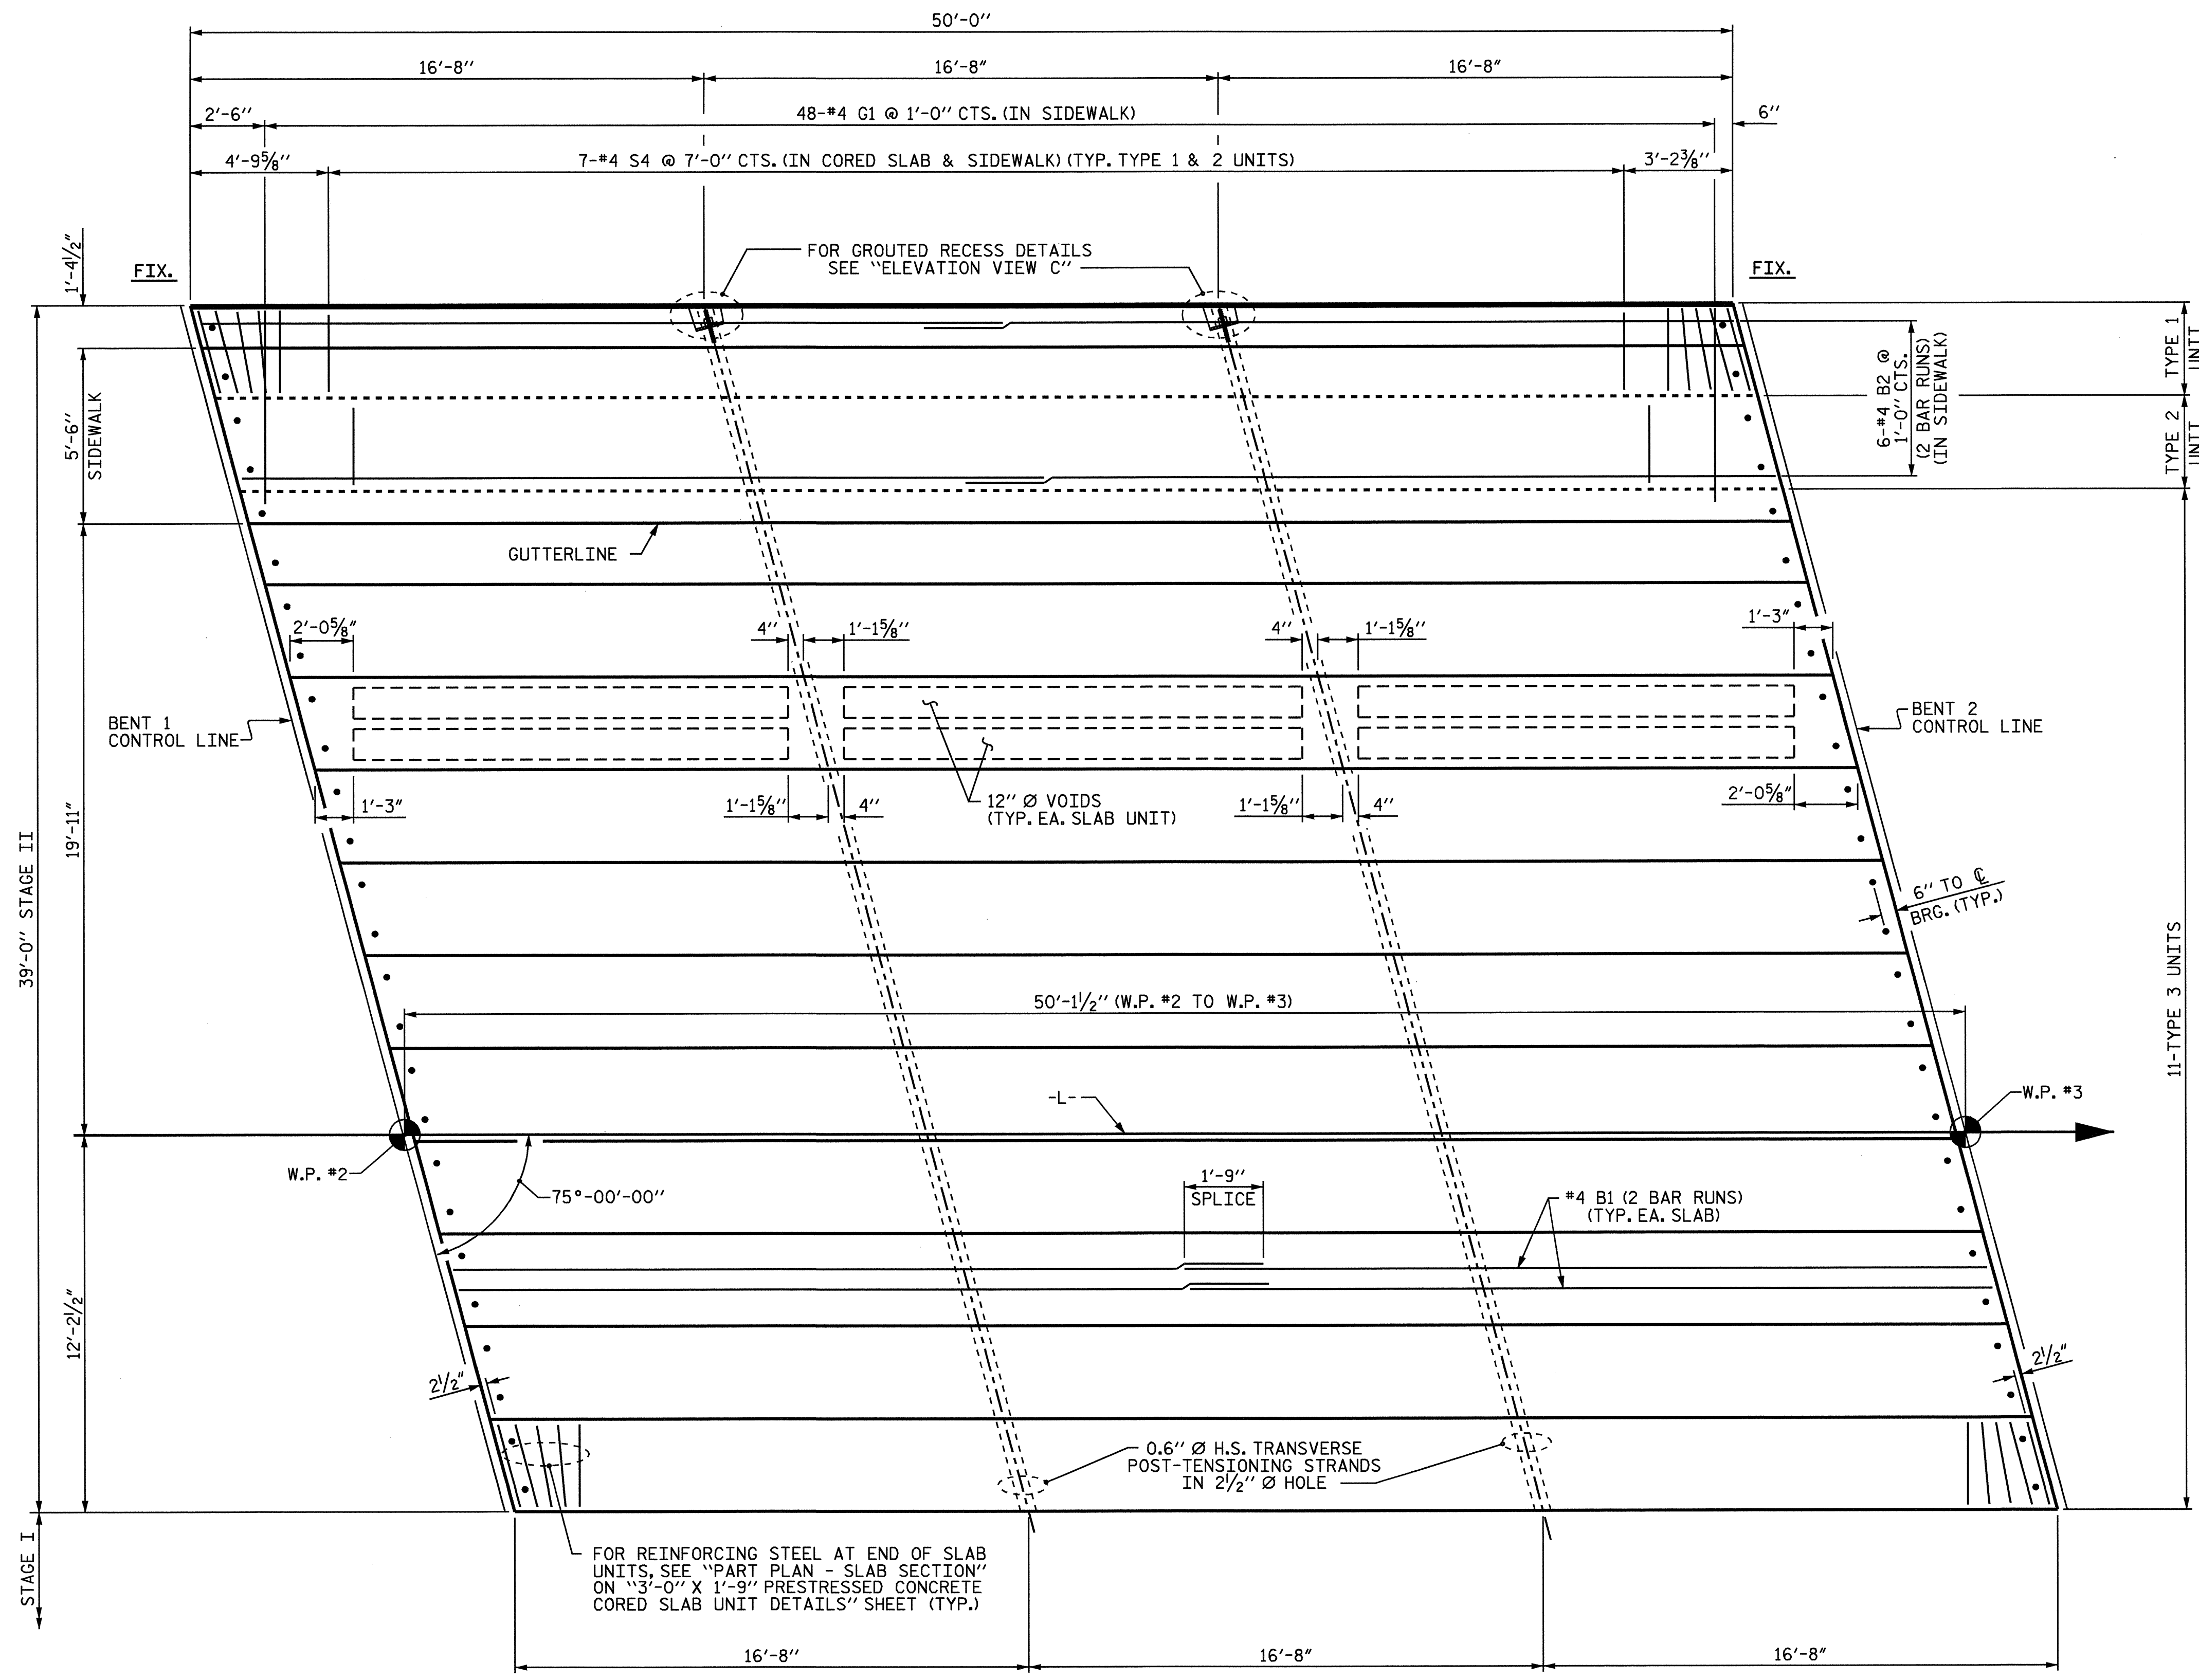 50'-0"
16'-8"
16'-8"
16'-8"
2'-6"
48-#4 G1 @ 1'-0" CTS. (IN SIDEWALK)
6"
4'-9⅝"
7-#4 S4 @ 7'-0" CTS. (IN CORED SLAB & SIDEWALK) (TYP. TYPE 1 & 2 UNITS)
3'-2⅜"
1'-4½"
FIX.
FOR GROUTED RECESS DETAILS
SEE "ELEVATION VIEW C"
FIX.
TYPE 1
UNIT
6-#4 B2 @
1'-0" CTS.
(2 BAR RUNS)
(IN SIDEWALK)
TYPE 2
UNIT
5'-6"
SIDEWALK
GUTTERLINE
2'-0⅝"
4"
1'-1⅝"
4"
1'-1⅝"
1'-3"
BENT 1
CONTROL LINE
BENT 2
CONTROL LINE
1'-3"
1'-1⅝"
4"
12" Ø VOIDS
(TYP. EA. SLAB UNIT)
1'-1⅝"
4"
2'-0⅝"
39'-0" STAGE II
19'-11"
6" TO ℄
BRG. (TYP.)
11-TYPE 3 UNITS
50'-1½" (W.P. #2 TO W.P. #3)
-L-
W.P. #3
W.P. #2
75°-00'-00"
1'-9"
SPLICE
#4 B1 (2 BAR RUNS)
(TYP. EA. SLAB)
12'-2½"
2½"
2½"
0.6" Ø H.S. TRANSVERSE
POST-TENSIONING STRANDS
IN 2½" Ø HOLE
STAGE I
FOR REINFORCING STEEL AT END OF SLAB
UNITS, SEE "PART PLAN - SLAB SECTION"
ON "3'-0" X 1'-9" PRESTRESSED CONCRETE
CORED SLAB UNIT DETAILS" SHEET (TYP.)
16'-8"
16'-8"
16'-8"